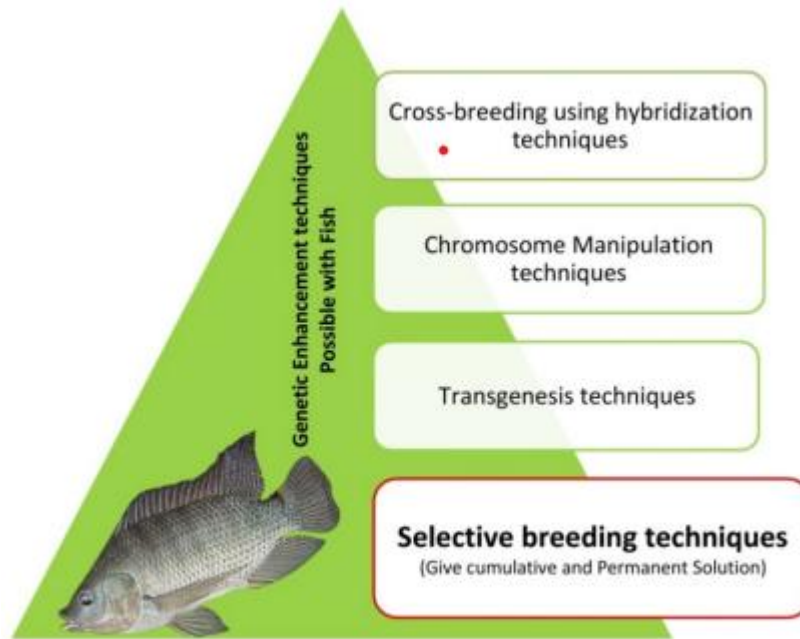 Genetic Enhancement techniques
Possible with Fish
Cross-breeding using hybridization
techniques
Chromosome Manipulation
techniques
Transgenesis techniques
Selective breeding techniques
(Give cumulative and Permanent Solution)